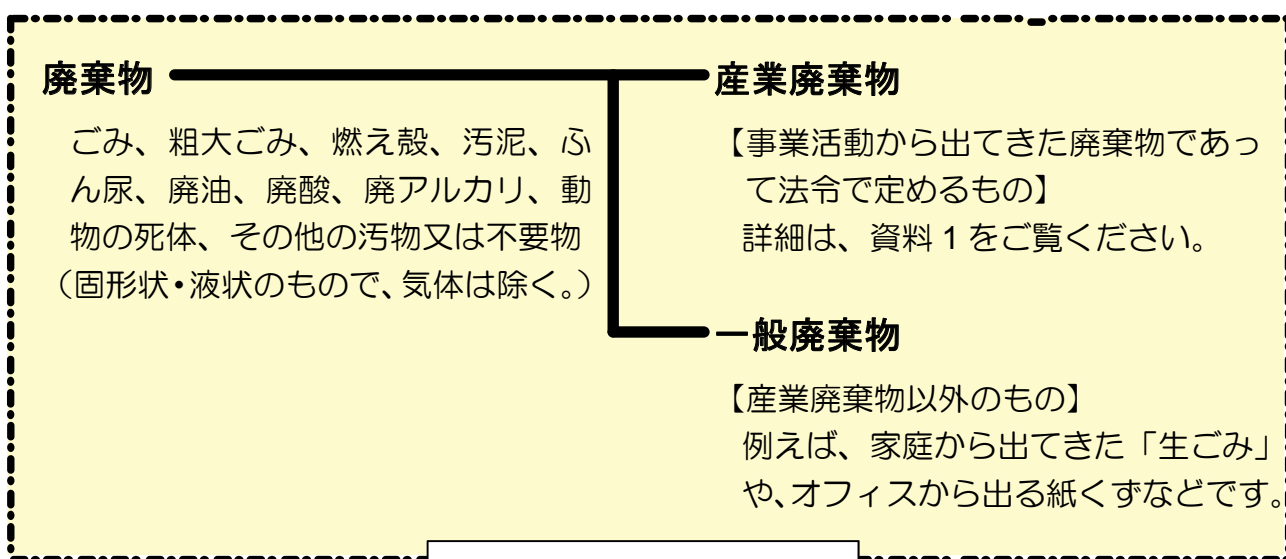 廃棄物
ごみ、粗大ごみ、燃え殻、汚泥、ふ
ん尿、廃油、廃酸、廃アルカリ、動
物の死体、その他の汚物又は不要物
（固形状・液状のもので、気体は除く。）
産業廃棄物
【事業活動から出てきた廃棄物であっ
て法令で定めるもの】
詳細は、資料１をご覧ください。
一般廃棄物
【産業廃棄物以外のもの】
例えば、家庭から出てきた「生ごみ」
や、オフィスから出る紙くずなどです。